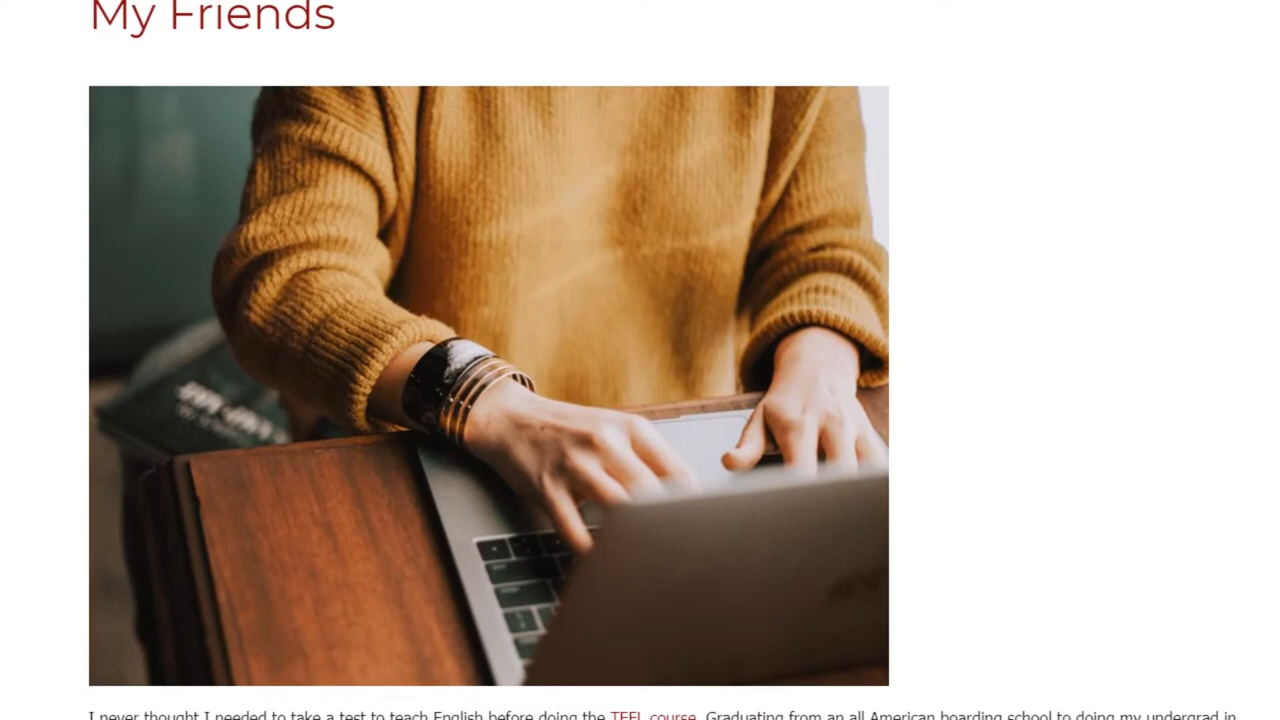 My Friends
I never thought I needed to take a test to teach English before doing the TEFL course. Graduating from an all American boarding school to doing my undergrad in